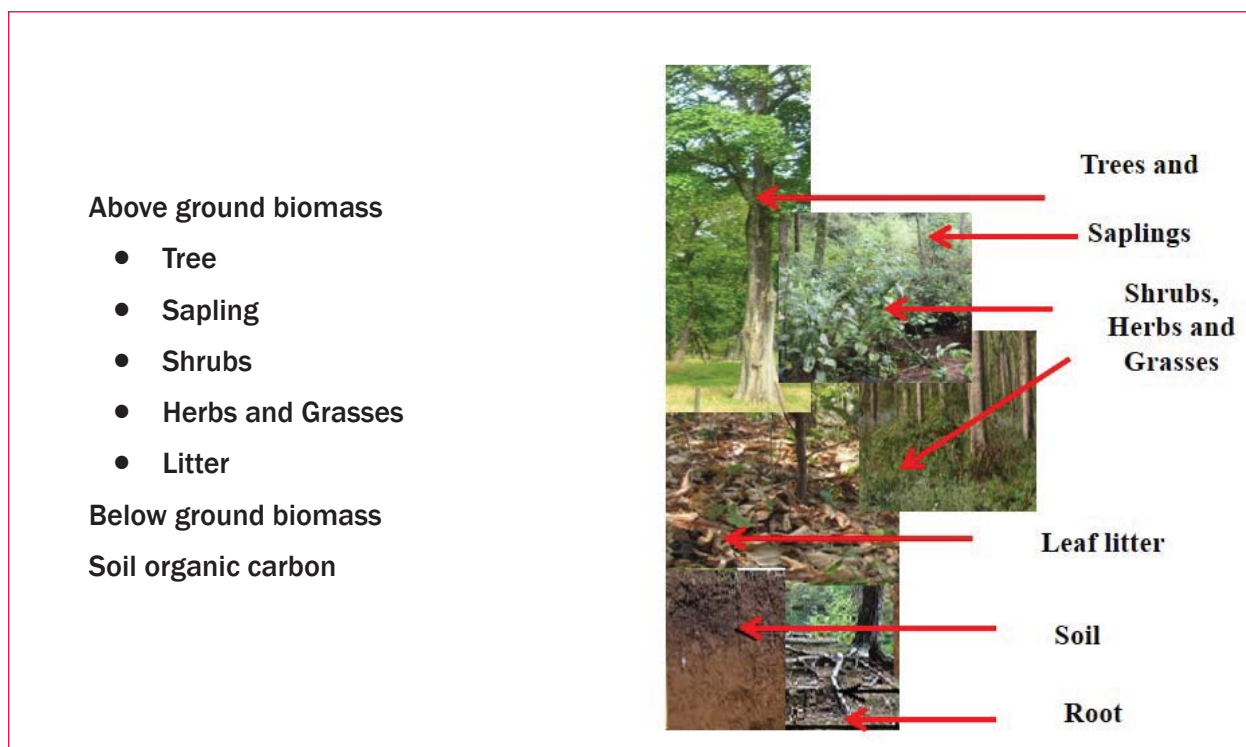 Above ground biomass
• Tree
• Sapling
• Shrubs
• Herbs and Grasses
• Litter
Below ground biomass
Soil organic carbon
Trees and
Saplings
Shrubs,
Herbs and
Grasses
Leaf litter
Soil
Root